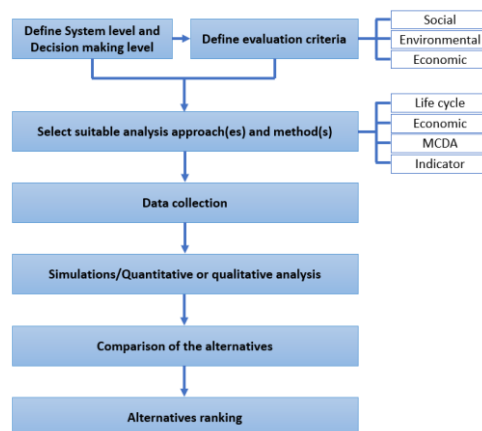 Define System level and
Decision making level
Define evaluation criteria
Social
Environmental
Economic
Select suitable analysis approach(es) and method(s)
Life cycle
Economic
MCDA
Indicator
Data collection
Simulations/Quantitative or qualitative analysis
Comparison of the alternatives
Alternatives ranking